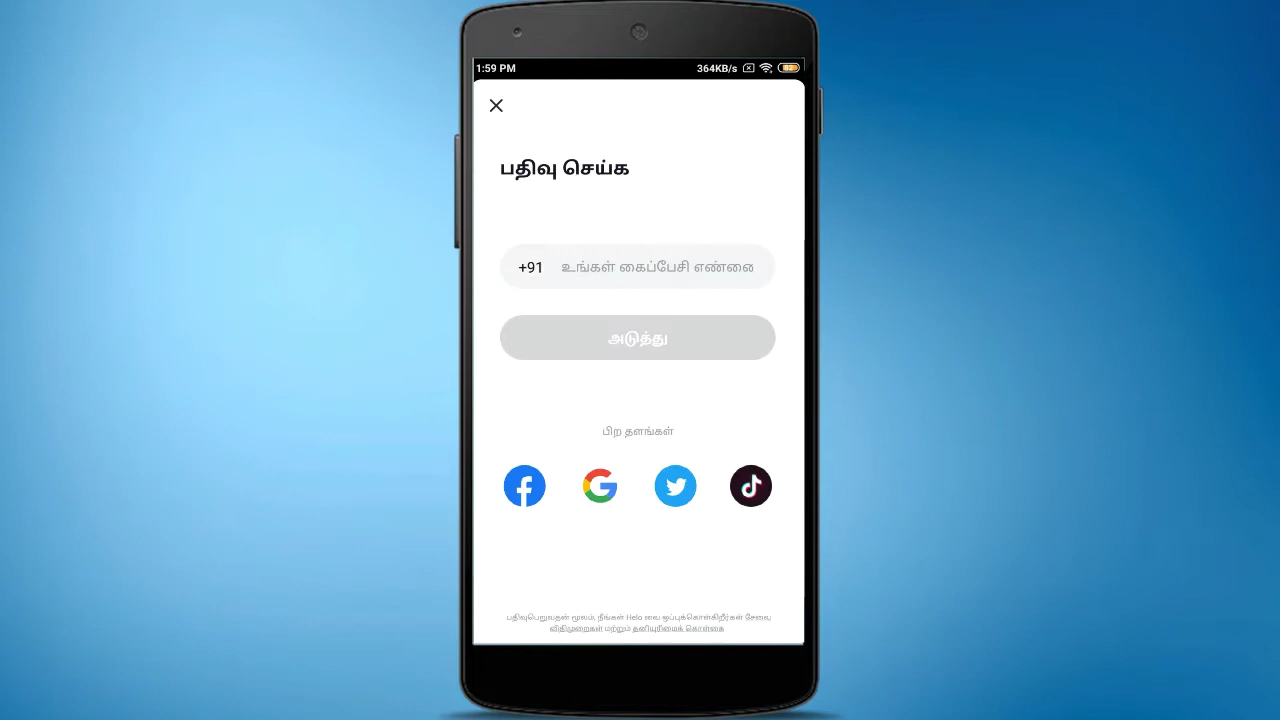 1:59 PM 364KB/s 82
பதிவு செய்க
+91 உங்கள் கைப்பேசி எண்னை
அடுத்து
பிற தளங்கள்
பதிவுபெறுவதன் மூலம், நீங்கள் Helo வை ஒப்புக்கொள்கிறீர்கள் சேவை
விதிமுறைகள் மற்றும் தனியுரிமைக் கொள்கை